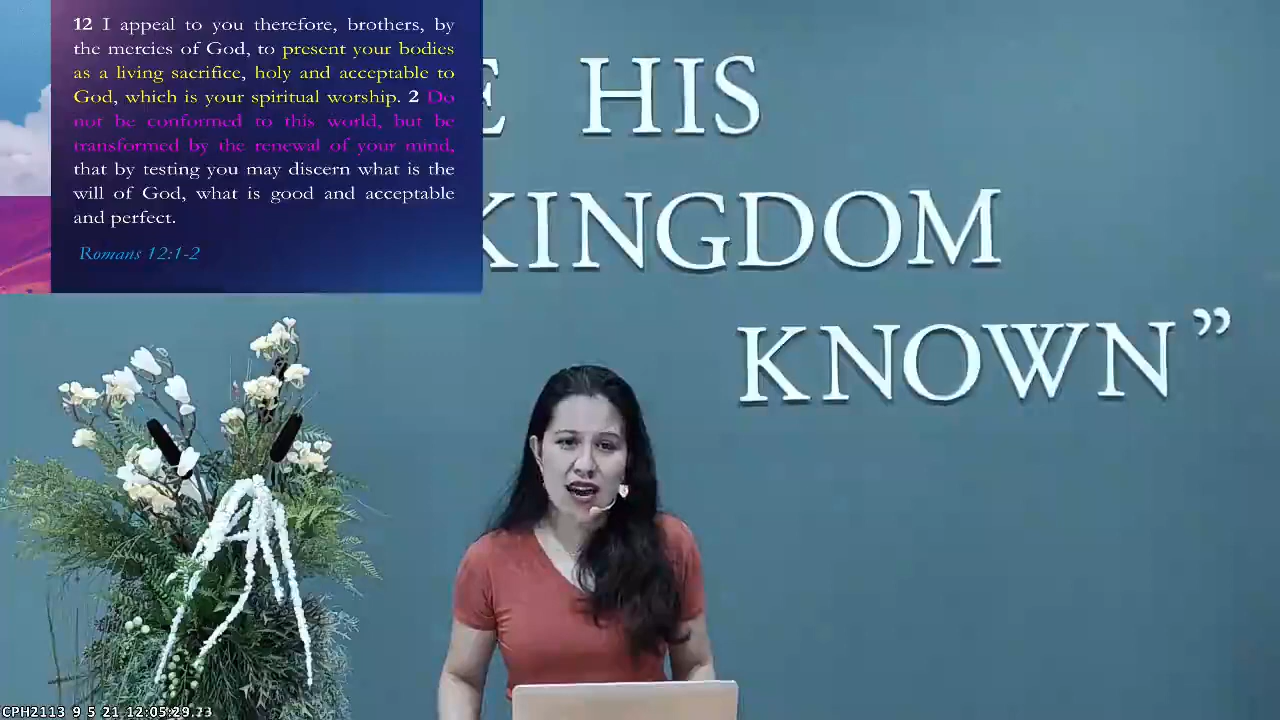 12 I appeal to you therefore, brothers, by
the mercies of God, to present your bodies
as a living sacrifice, holy and acceptable to
God, which is your spiritual worship. 2 Do
not be conformed to this world, but be
transformed by the renewal of your mind,
that by testing you may discern what is the
will of God, what is good and acceptable
and perfect.
Romans 12:1-2
E HIS
KINGDOM
KNOWN”
CPH2113 9 5 21 12:05:29.73